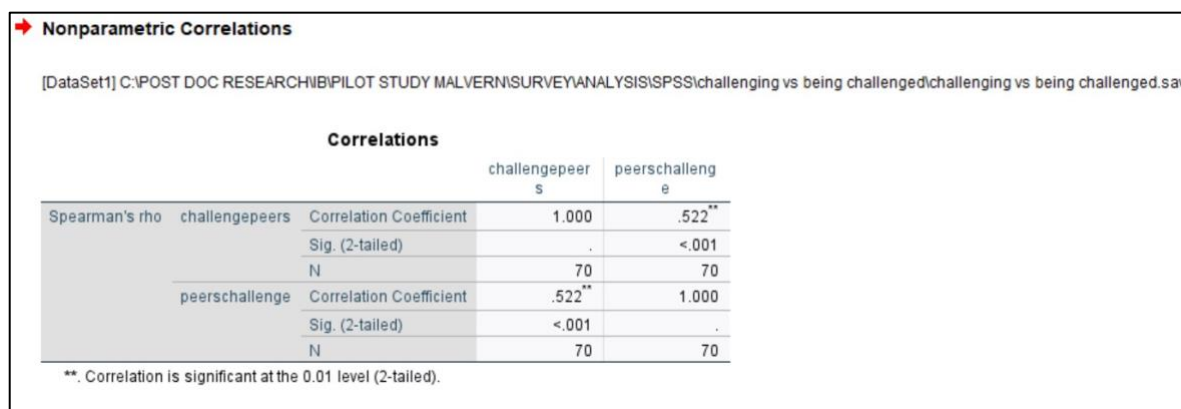 Nonparametric Correlations
[DataSet1] C:\POST DOC RESEARCH\IB\PILOT STUDY MALVERN\SURVEY\ANALYSIS\SPSS\challenging vs being challenged\challenging vs being challenged.sav
Correlations
challengepeer peerschalleng
s e
Spearman's rho challengepeers Correlation Coefficient 1.000 .522**
Sig. (2-tailed) . <.001
N 70 70
peerschallenge Correlation Coefficient .522** 1.000
Sig. (2-tailed) <.001 .
N 70 70
**. Correlation is significant at the 0.01 level (2-tailed).